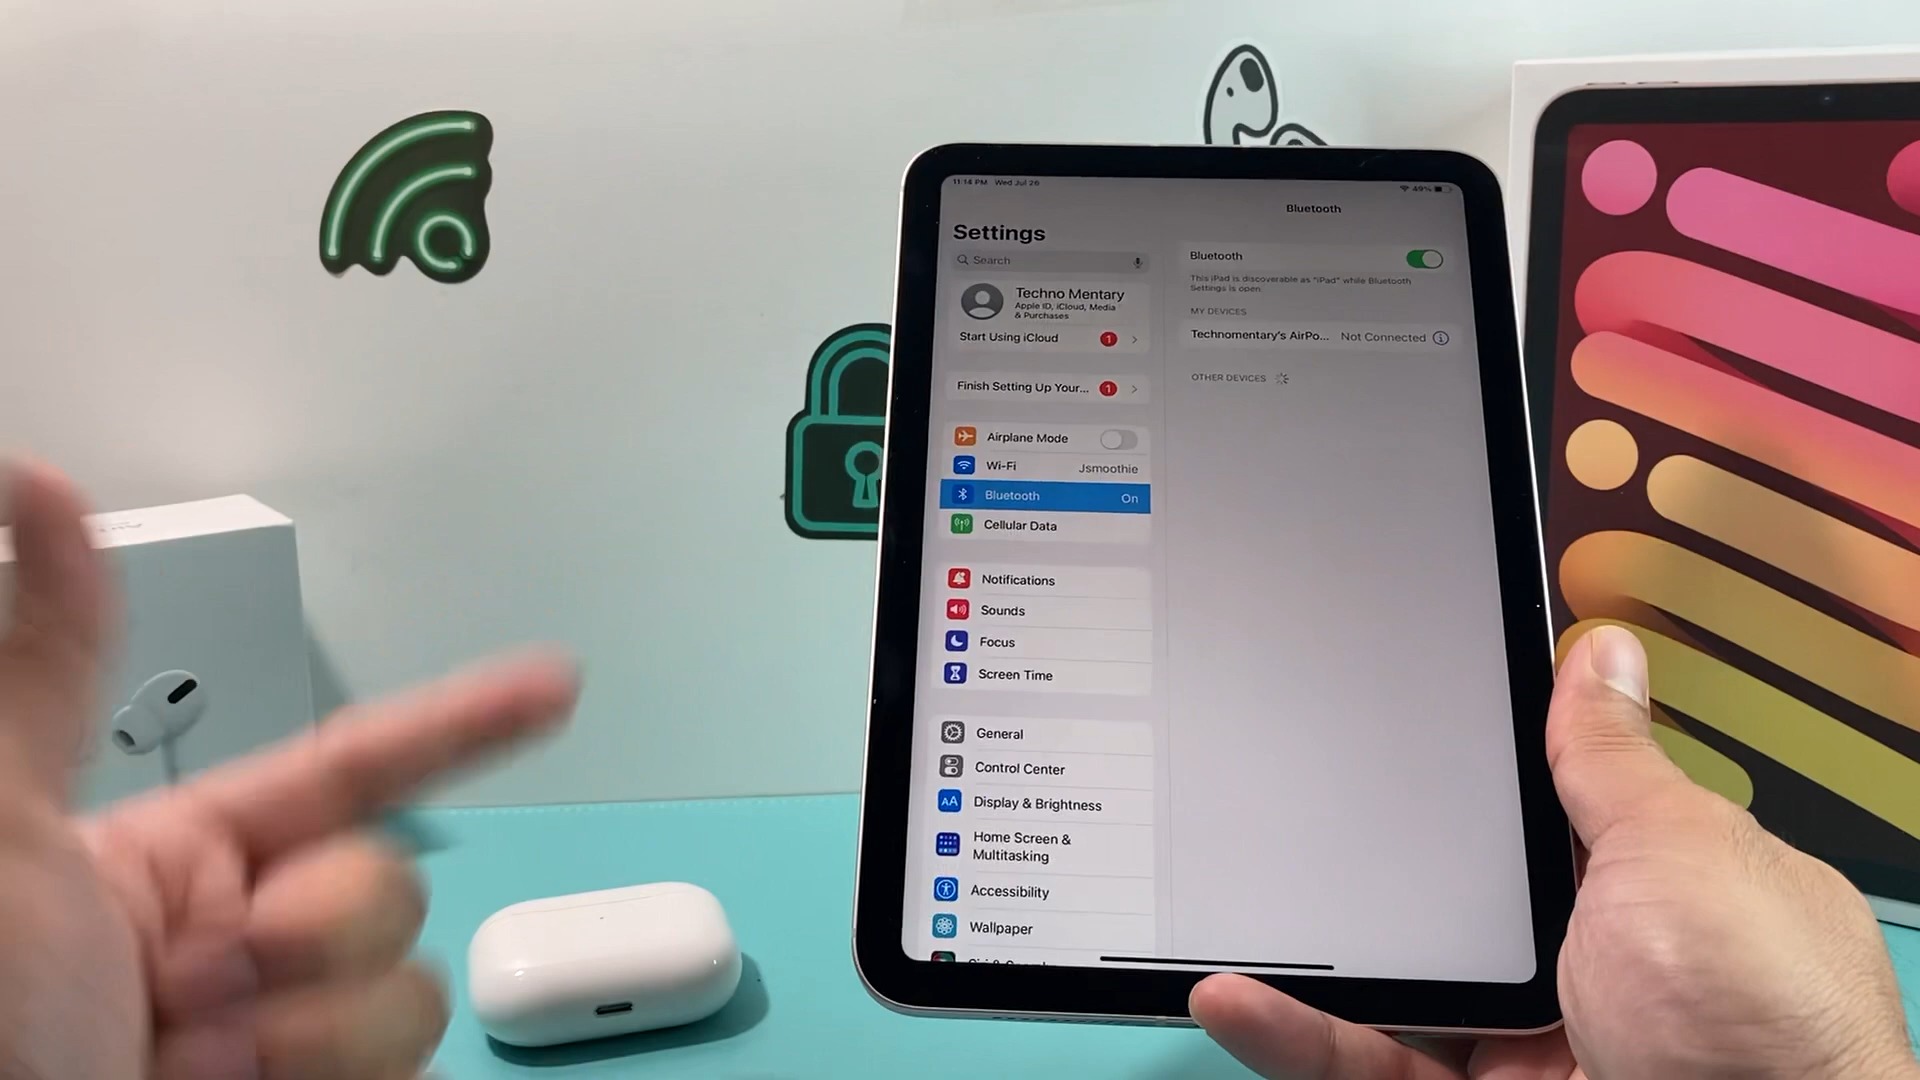 11:14 PM Wed Jul 26
49%
Settings
Search
Techno Mentary
Apple ID, iCloud, Media
& Purchases
Start Using iCloud 1
Finish Setting Up Your... 1
Airplane Mode
Wi-Fi Jsmoothie
Bluetooth On
Cellular Data
Notifications
Sounds
Focus
Screen Time
General
Control Center
AA Display & Brightness
Home Screen &
Multitasking
Accessibility
Wallpaper
Bluetooth
Bluetooth
This iPad is discoverable as "iPad" while Bluetooth
Settings is open.
MY DEVICES
Technomentary's AirPo... Not Connected
OTHER DEVICES